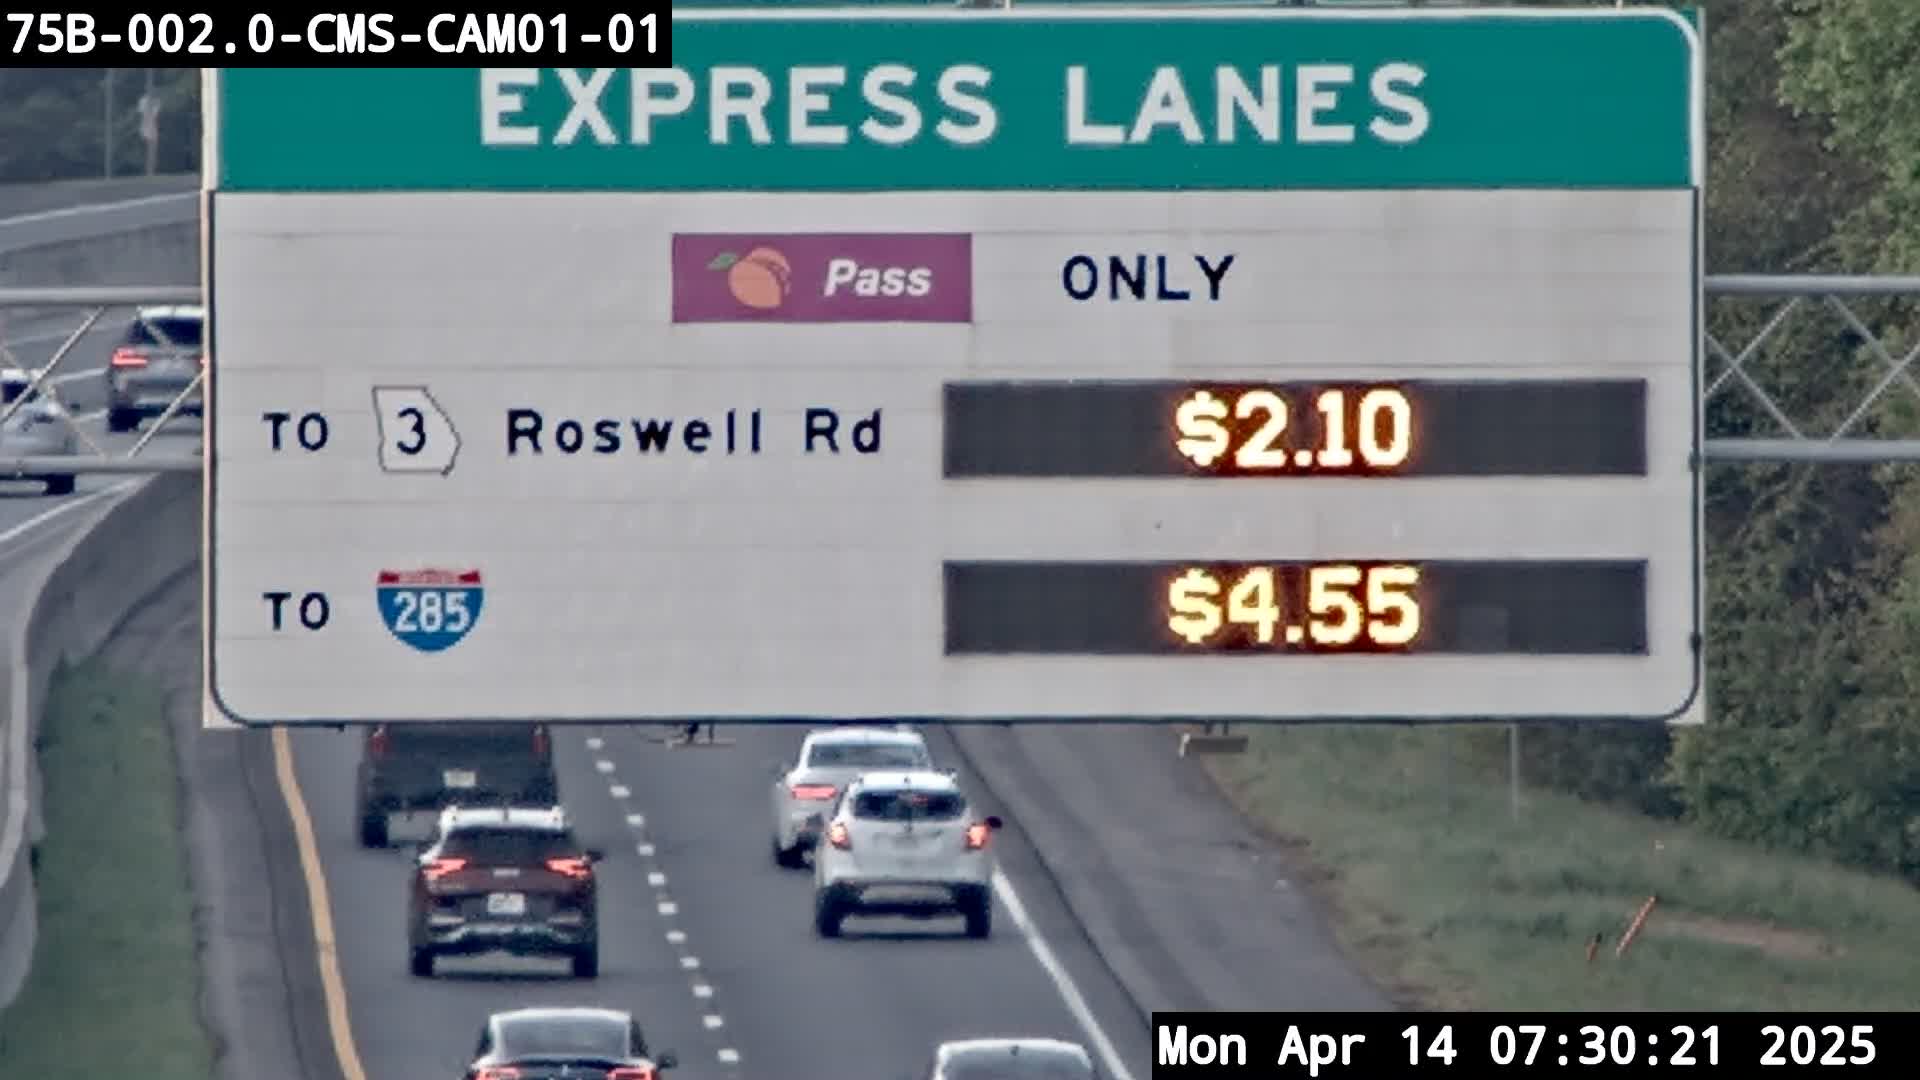 75B-002.0-CMS-CAM01-01
EXPRESS LANES
Pass ONLY
TO 3 Roswell Rd $2.10
TO 285 $4.55
Mon Apr 14 07:30:21 2025